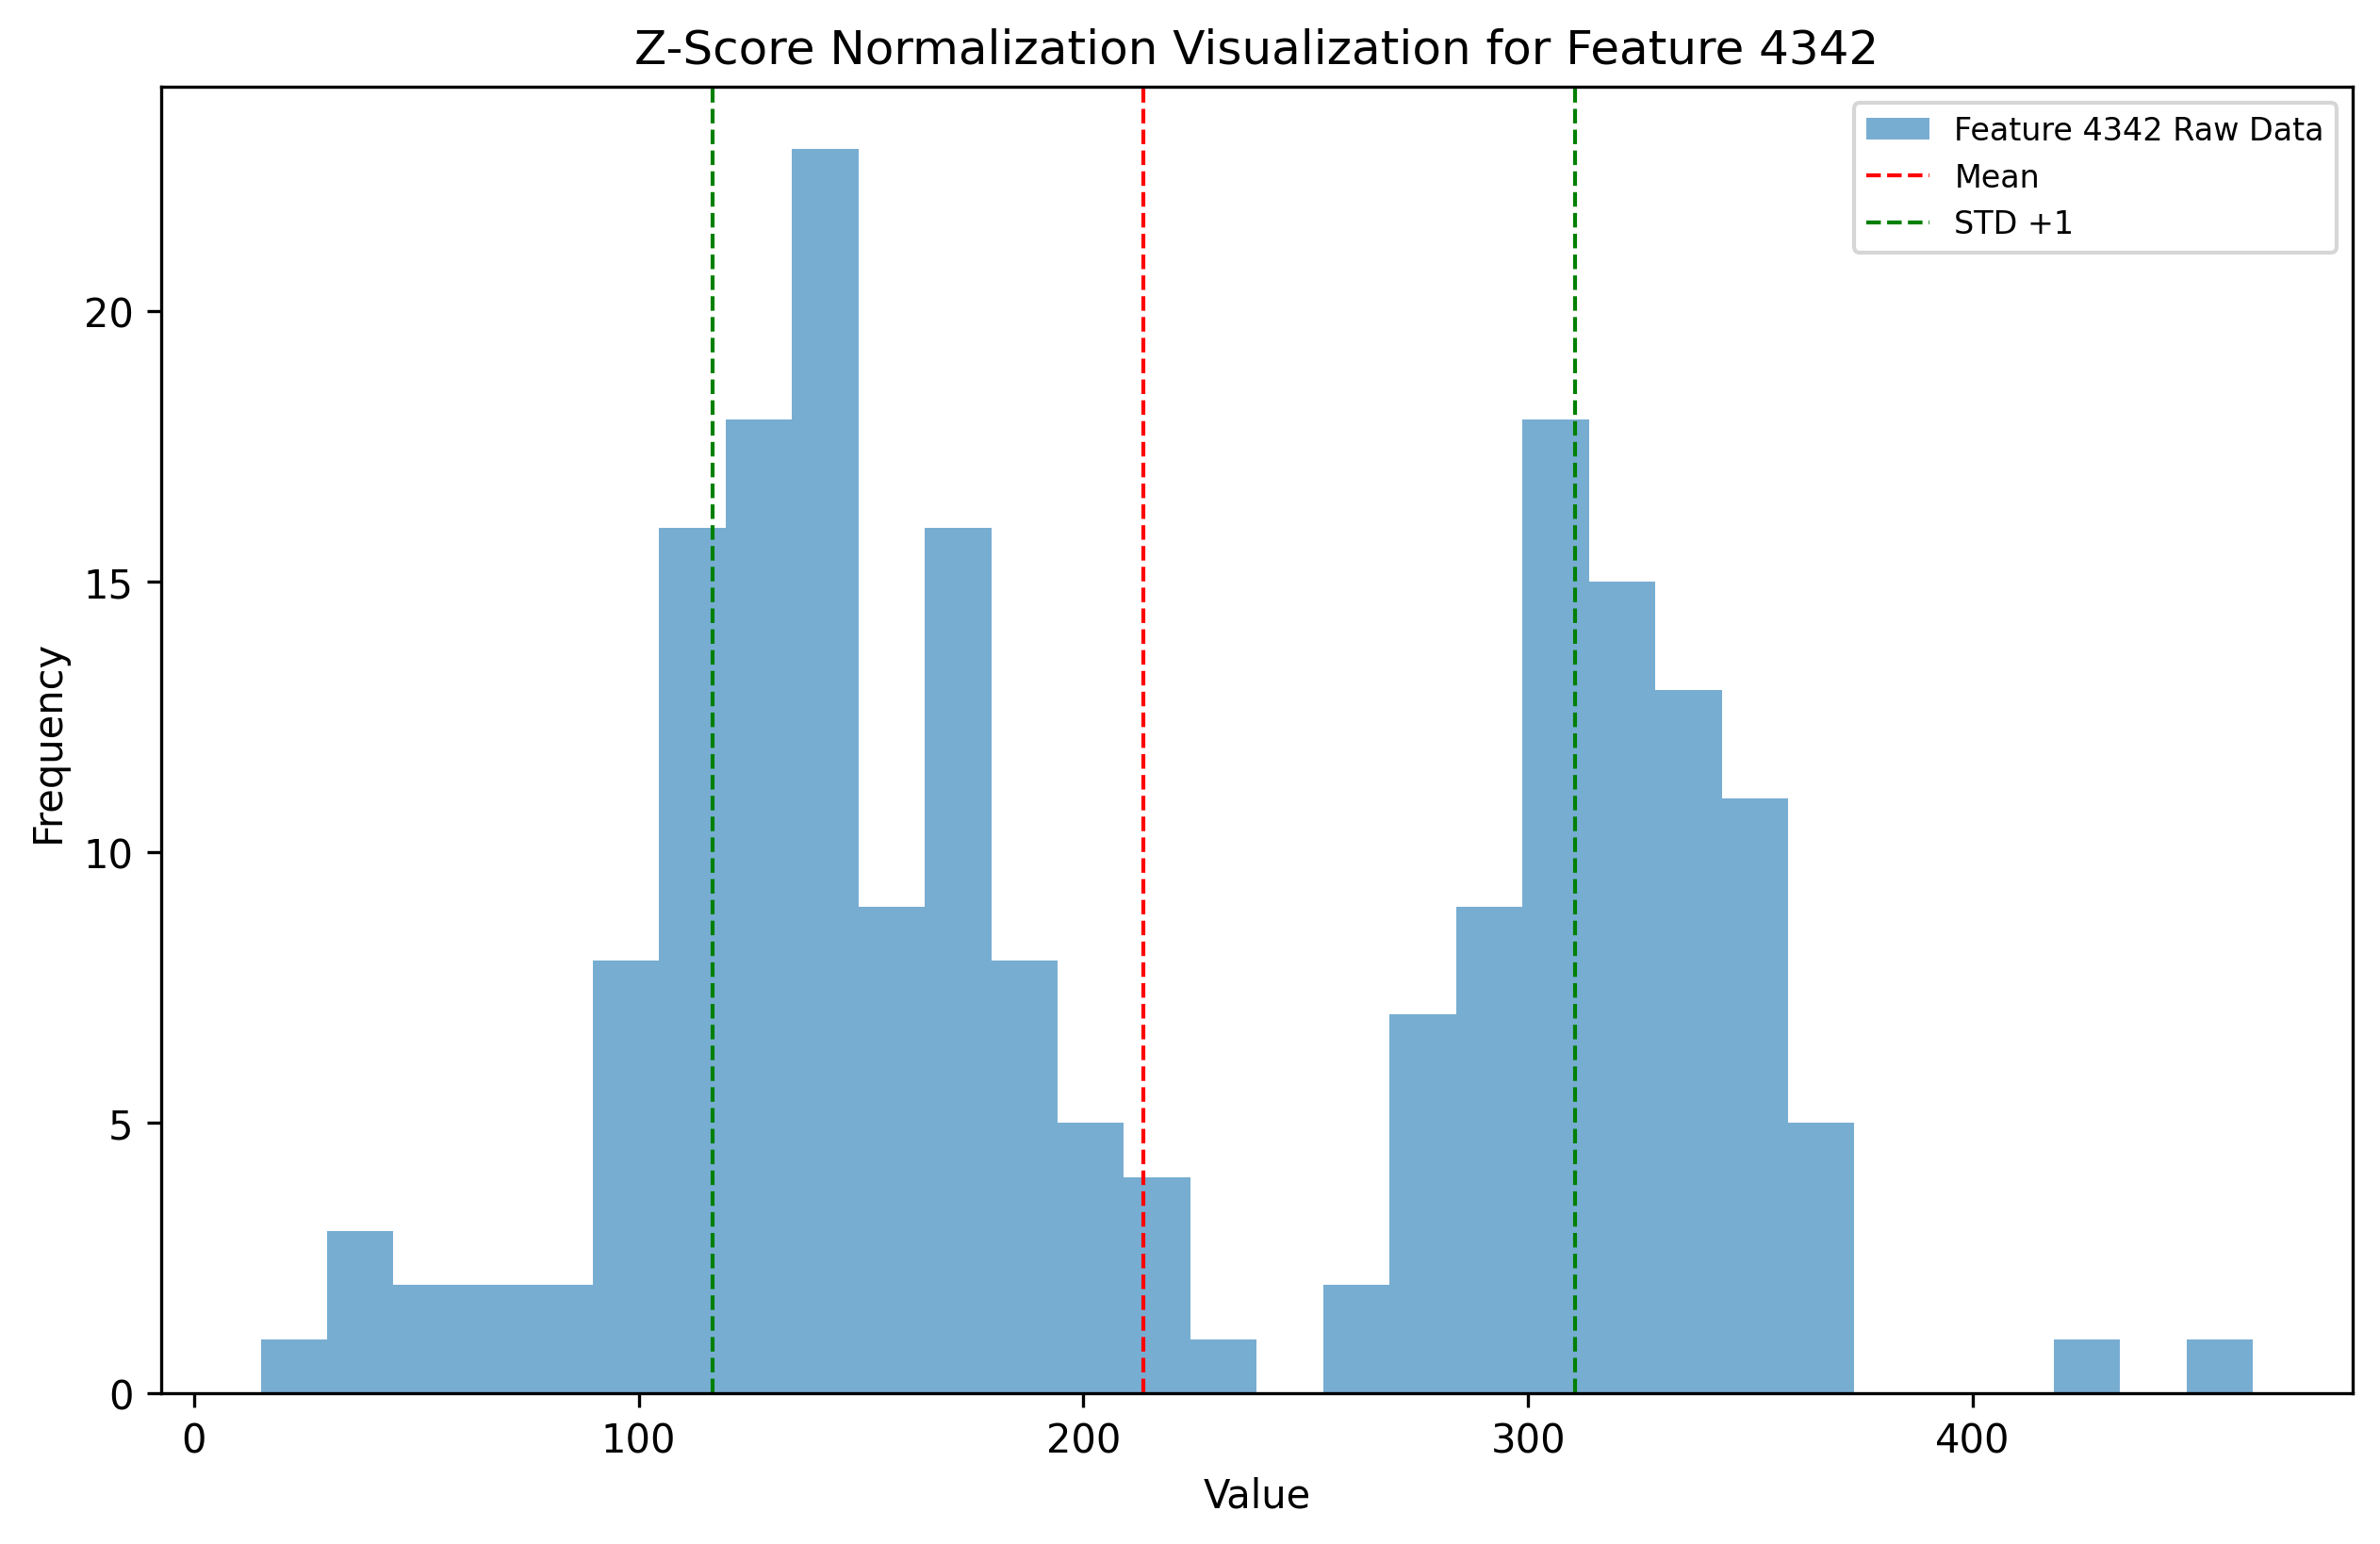 Z-Score Normalization Visualization for Feature 4342
Feature 4342 Raw Data
Mean
STD +1
20
15
10
5
0
Frequency
0 100 200 300 400
Value